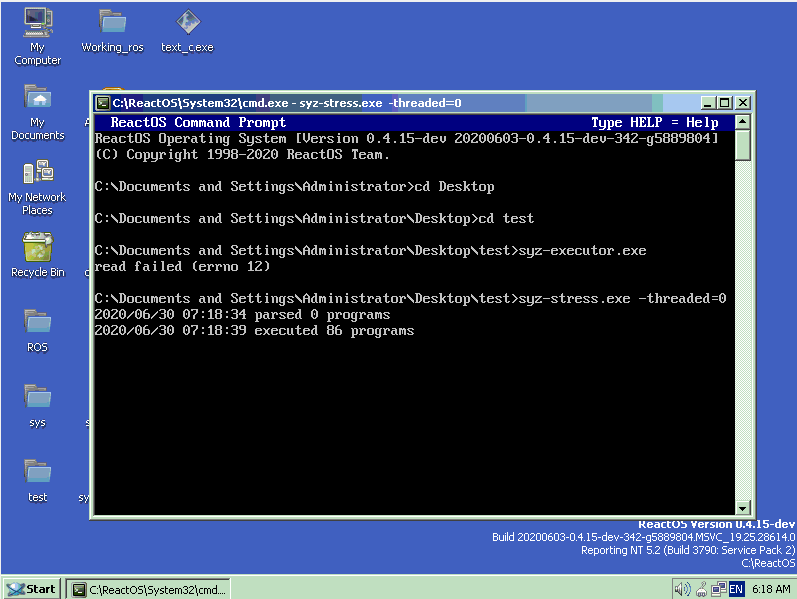 My
Computer
Working_ros
text_c.exe
My
Documents
My Network
Places
Recycle Bin
ROS
sys
test
C:\ReactOS\System32\cmd.exe - syz-stress.exe -threaded=0
ReactOS Command Prompt Type HELP = Help
ReactOS Operating System [Version 0.4.15-dev 20200603-0.4.15-dev-342-g5889804]
(C) Copyright 1998-2020 ReactOS Team.
C:\Documents and Settings\Administrator>cd Desktop
C:\Documents and Settings\Administrator\Desktop>cd test
C:\Documents and Settings\Administrator\Desktop\test>syz-executor.exe
read failed (errno 12)
C:\Documents and Settings\Administrator\Desktop\test>syz-stress.exe -threaded=0
2020/06/30 07:18:34 parsed 0 programs
2020/06/30 07:18:39 executed 86 programs
ReactOS Version 0.4.15-dev
Build 20200603-0.4.15-dev-342-g5889804.MSVC_19.25.28614.0
Reporting NT 5.2 (Build 3790: Service Pack 2)
C:\ReactOS
Start
C:\ReactOS\System32\cmd....
EN
6:18 AM